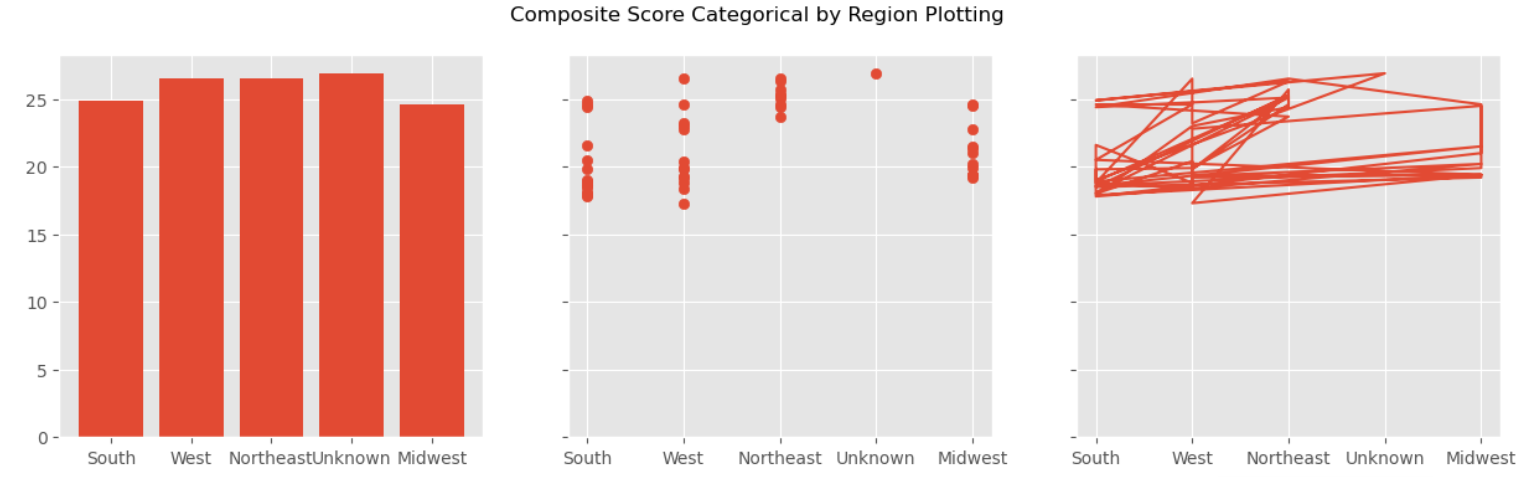 Composite Score Categorical by Region Plotting
25
20
15
10
5
0
South West Northeast Unknown Midwest
South West Northeast Unknown Midwest
South West Northeast Unknown Midwest